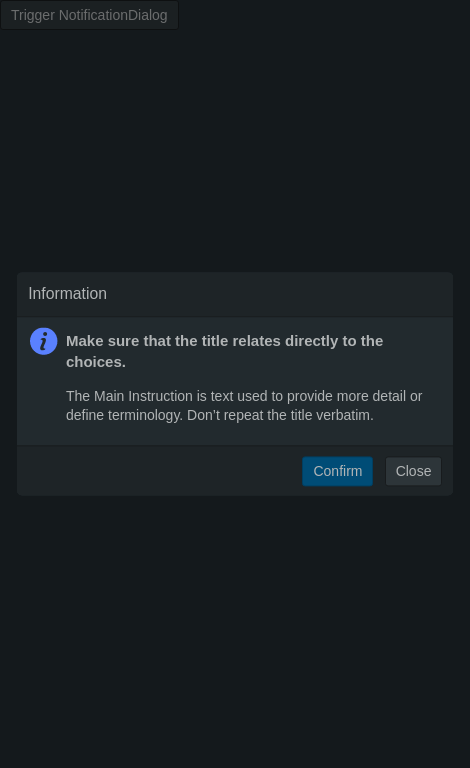 Trigger NotificationDialog
Information
Make sure that the title relates directly to the
choices.
The Main Instruction is text used to provide more detail or
define terminology. Don’t repeat the title verbatim.
Confirm Close